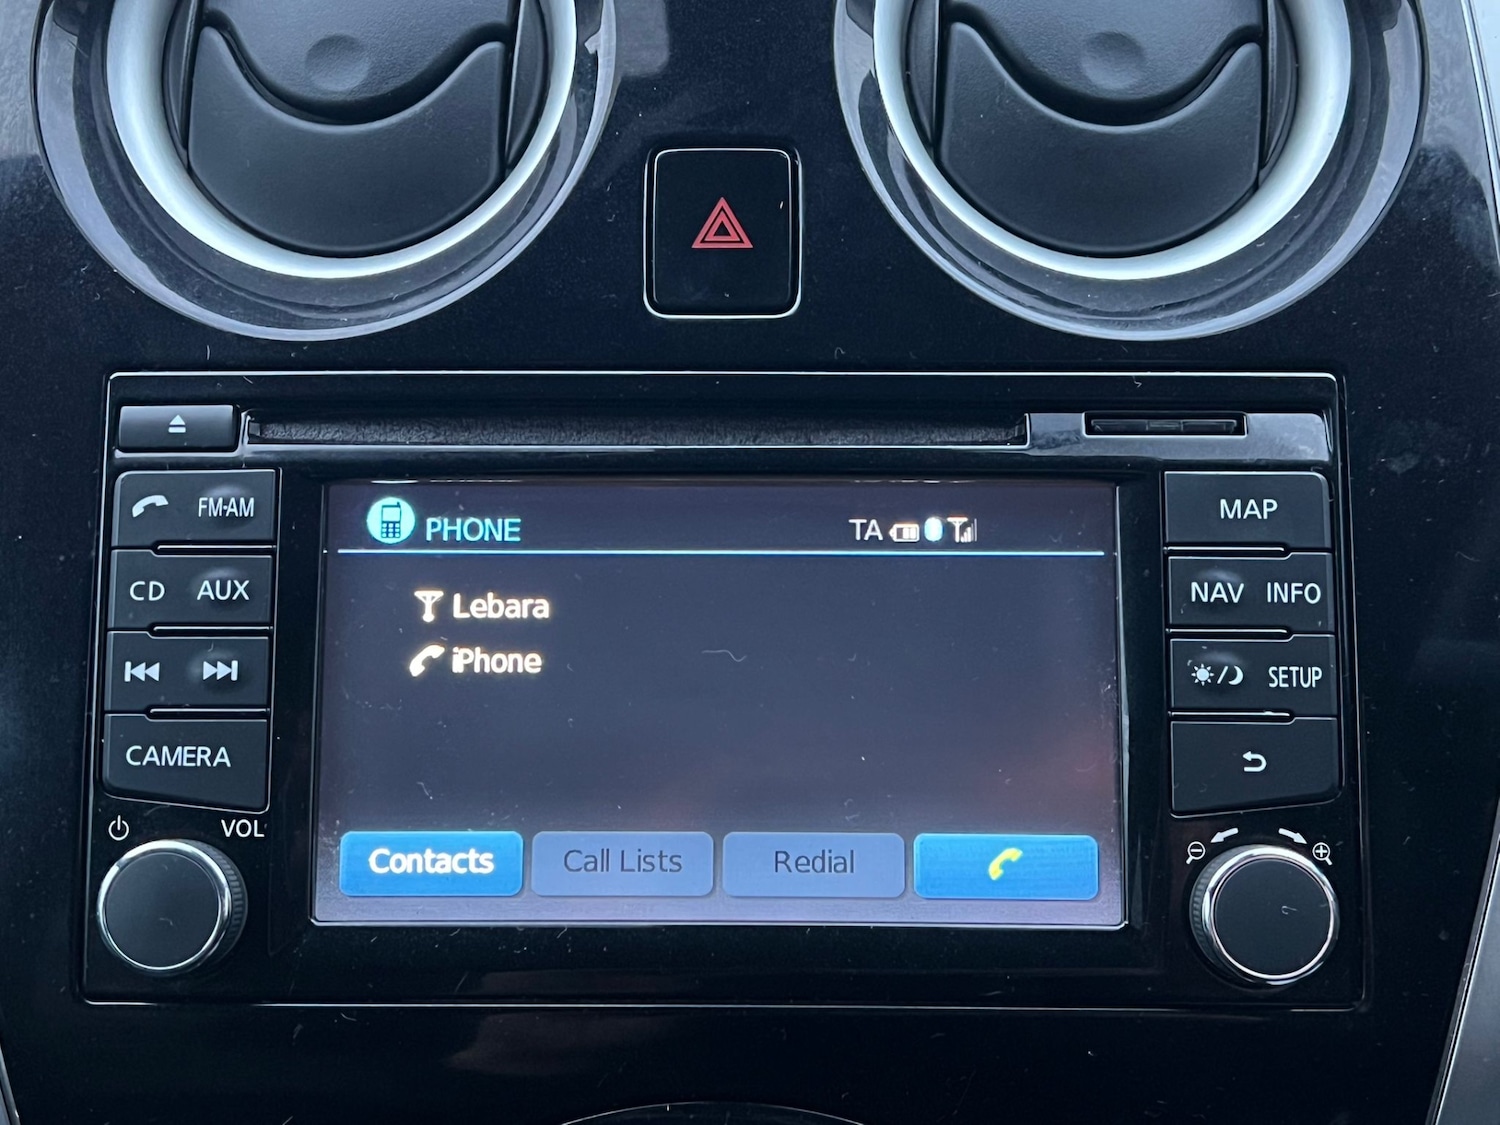 FM-AM
CD AUX
CAMERA
VOL
PHONE
TA
Lebara
iPhone
Contacts
Call Lists
Redial
MAP
NAV INFO
SETUP